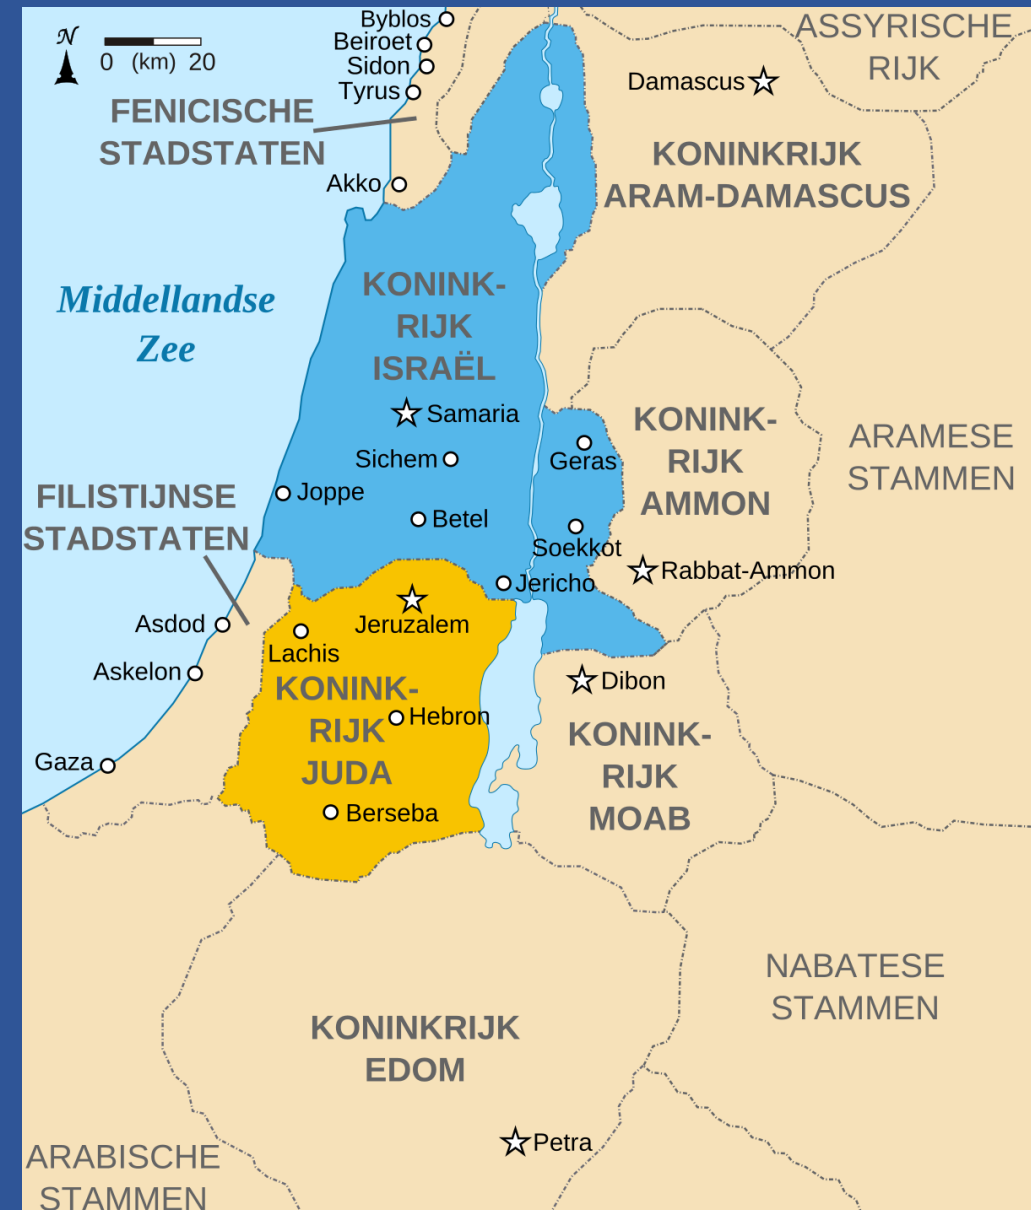 Byblos
Beiroet
Sidon
Tyrus
N
0 (km) 20
ASSYRISCHE
RIJK
Damascus
FENICISCHE
STADSTATEN
KONINKRIJK
ARAM-DAMASCUS
Akko
Middellandse
Zee
KONINK-
RIJK
ISRAËL
Samaria
Sichem
Geras
KONINK-
RIJK
AMMON
ARAMESE
STAMMEN
Joppe
Betel
Soekkot
FILISTIJNSE
STADSTATEN
Jericho
Rabbat-Ammon
Asdod
Jeruzalem
Lachis
Askelon
KONINK-
RIJK
JUDA
Hebron
Dibon
Gaza
KONINK-
RIJK
MOAB
Berseba
NABATESE
STAMMEN
KONINKRIJK
EDOM
Petra
ARABISCHE
STAMMEN